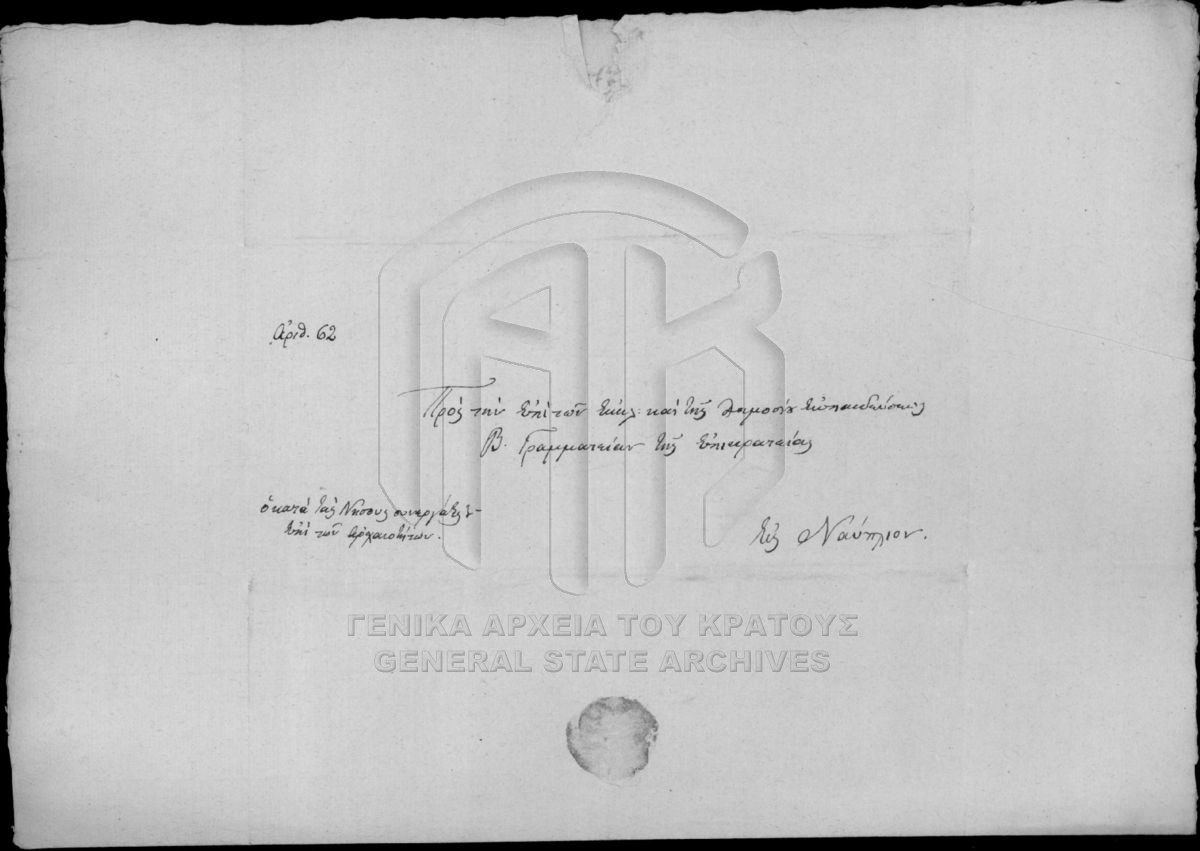 ἀριθ. 62
Πρὸς τὴν ἐπὶ τῶν ἐκκλ. καὶ τῆς δημοσίου ἐκπαιδεύσεως
Β. Γραμματείαν τῆς ἐπικρατείας
ὁ κατὰ τὰς Νήσους
ἐπὶ τῶν ἀρχαιοτήτων.
εἰς Ναύπλιον.
ΓΕΝΙΚΑ ΑΡΧΕΙΑ ΤΟΥ ΚΡΑΤΟΥΣ
GENERAL STATE ARCHIVES